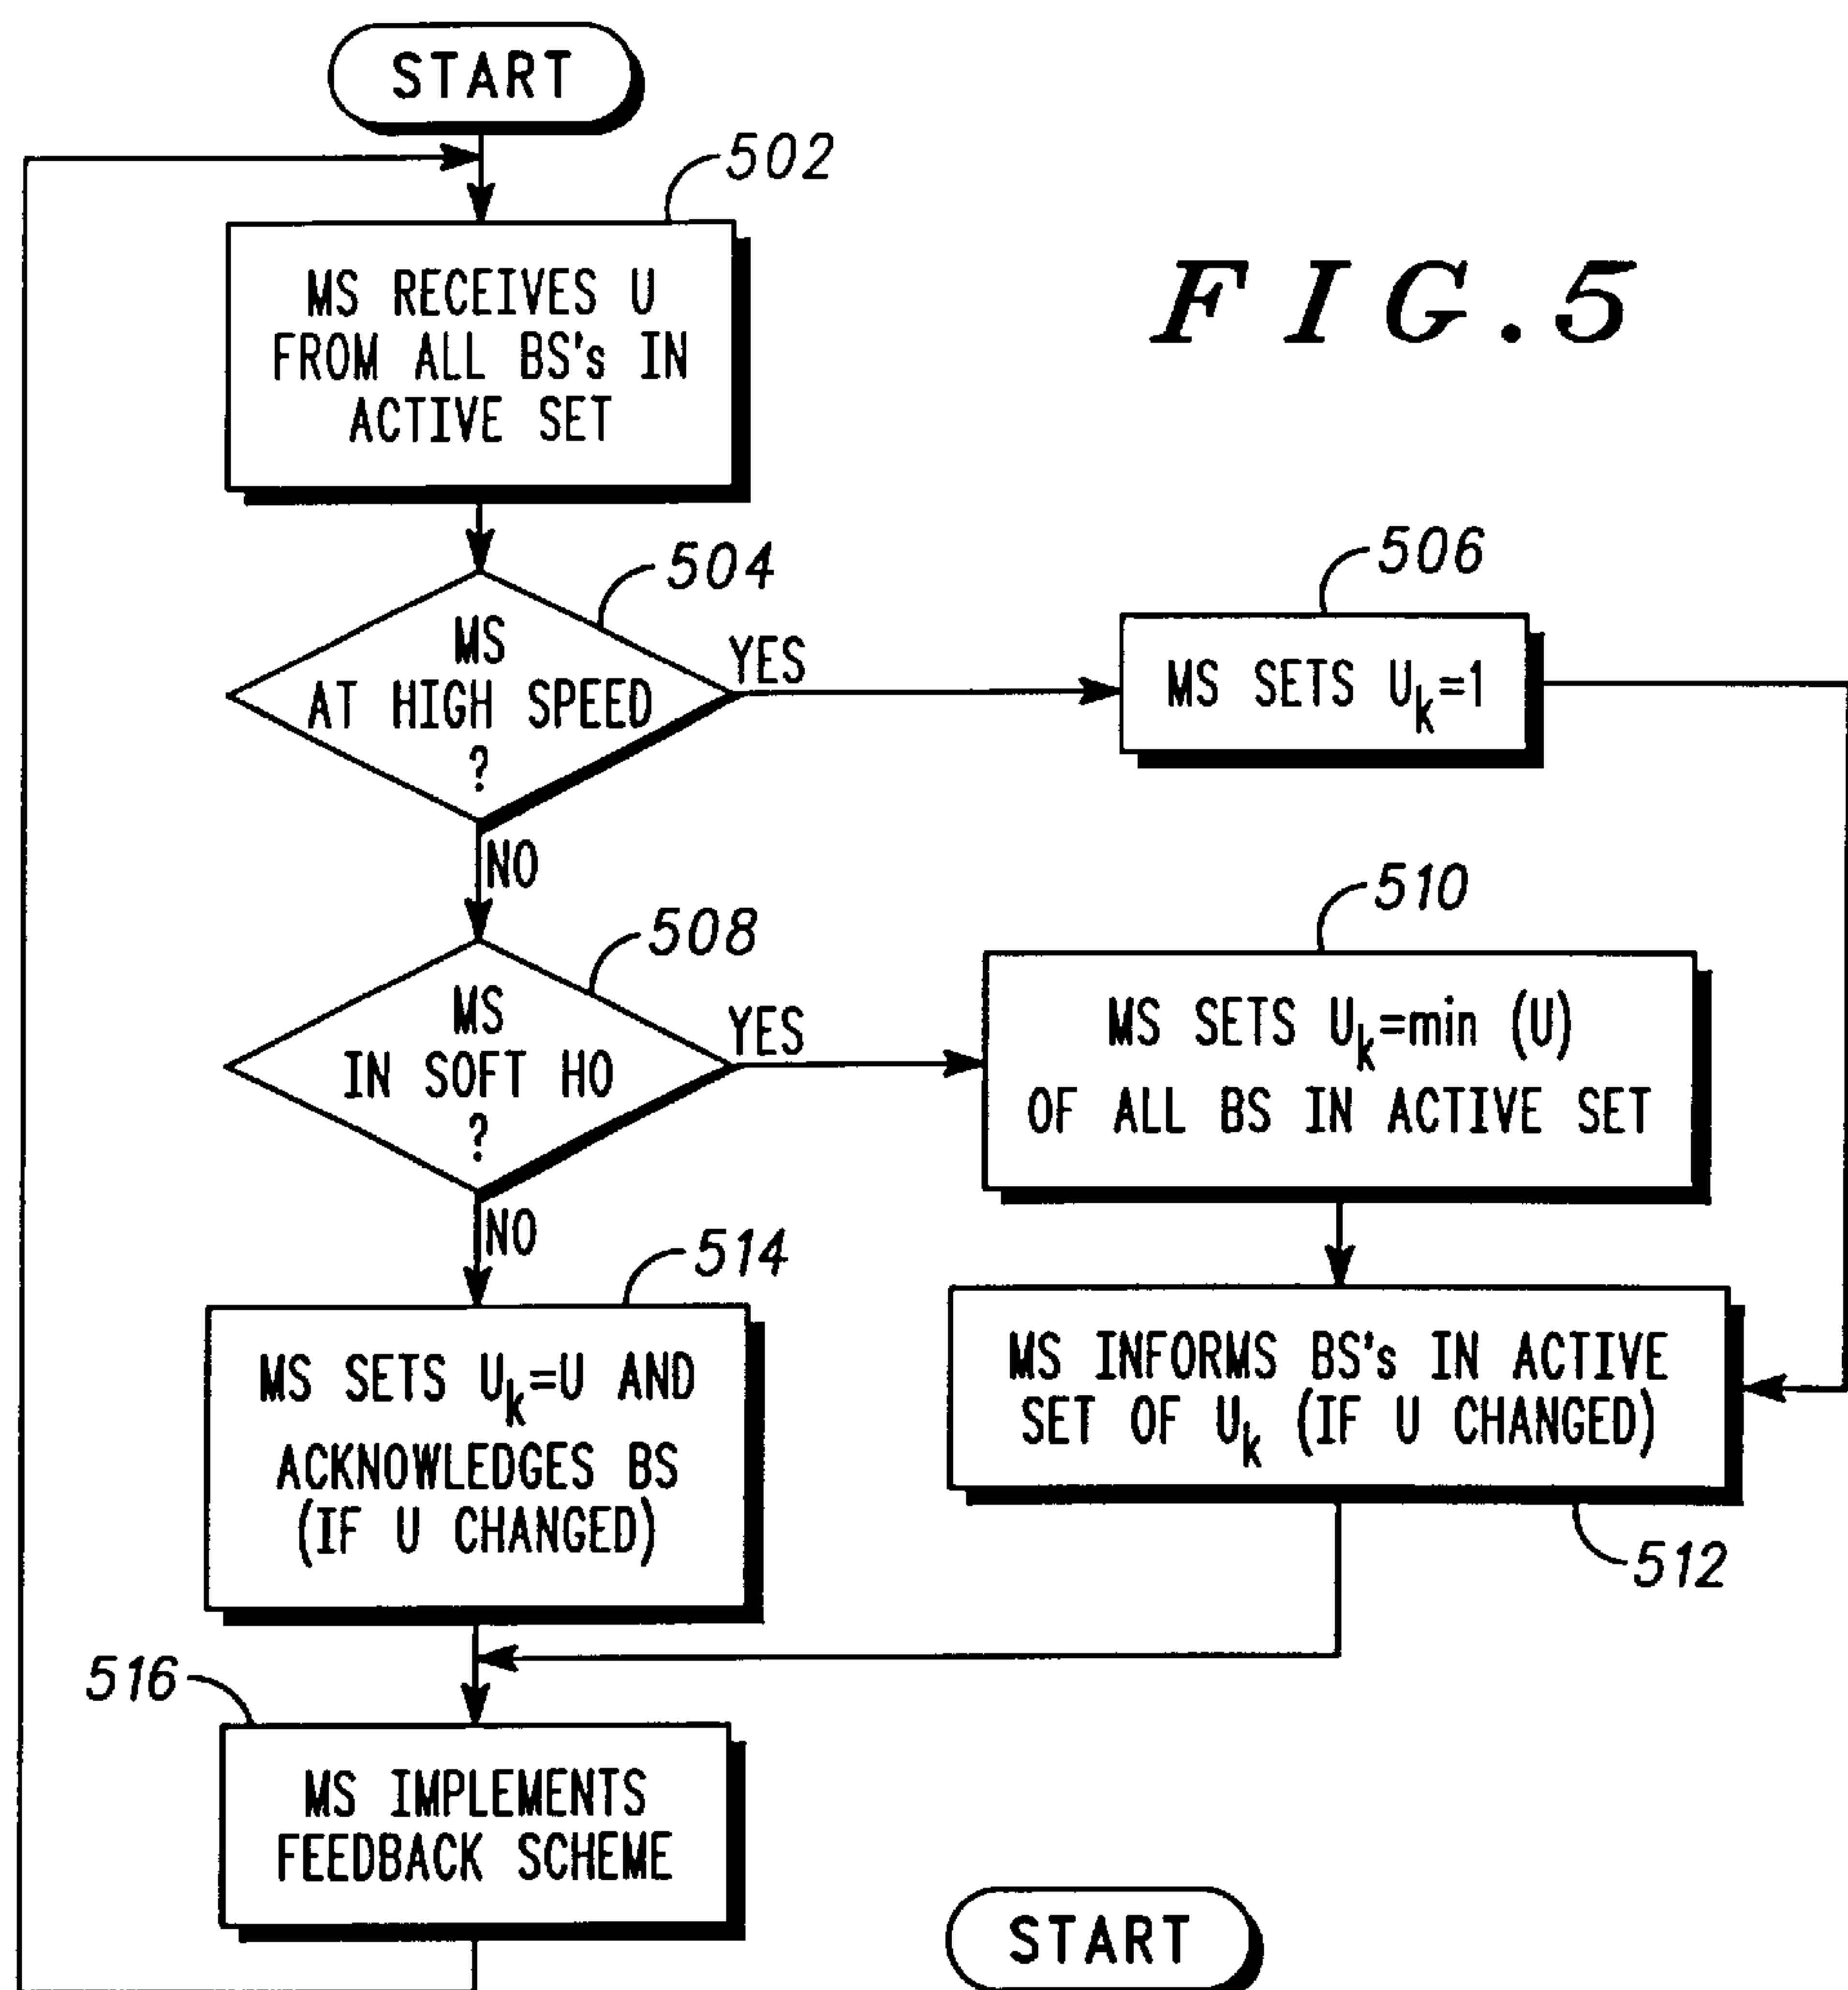 START
502
FIG.5
MS RECEIVES U
FROM ALL BS's IN
ACTIVE SET
504
MS
AT HIGH SPEED
?
YES
506
MS SETS Uk=1
NO
508
MS
IN SOFT HO
?
YES
510
MS SETS Uk=min (U)
OF ALL BS IN ACTIVE SET
NO
514
MS SETS Uk=U AND
ACKNOWLEDGES BS
(IF U CHANGED)
MS INFORMS BS's IN ACTIVE
SET OF Uk (IF U CHANGED)
512
516
MS IMPLEMENTS
FEEDBACK SCHEME
START